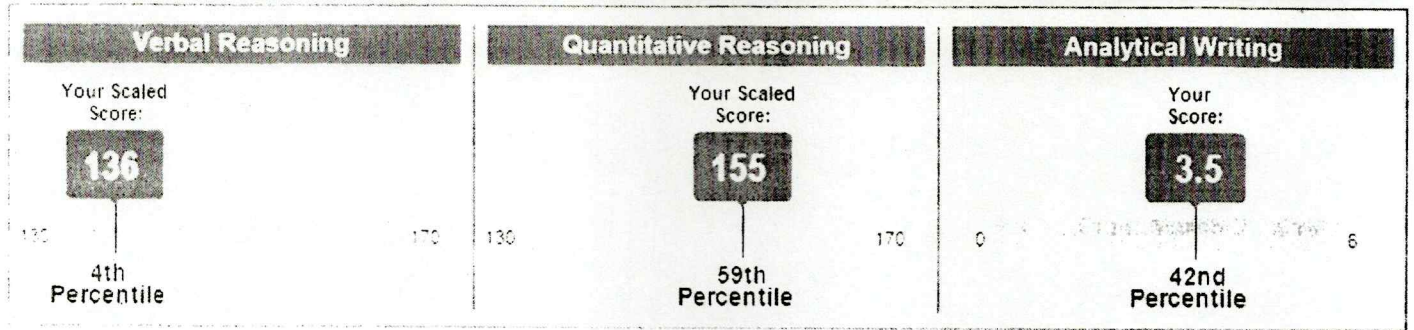 Verbal Reasoning
Your Scaled
Score:
136
130
170
4th
Percentile
Quantitative Reasoning
Your Scaled
Score:
155
130
170
59th
Percentile
Analytical Writing
Your
Score:
3.5
0
6
42nd
Percentile